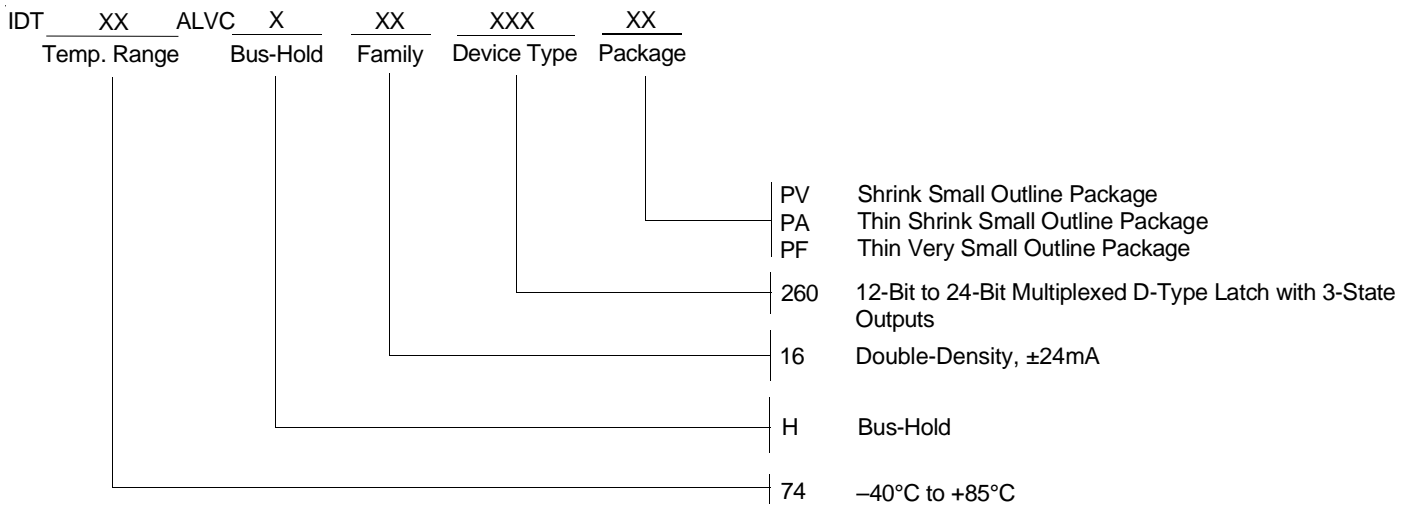 IDT XX ALVC X XX XXX XX
Temp. Range Bus-Hold Family Device Type Package
PV Shrink Small Outline Package
PA Thin Shrink Small Outline Package
PF Thin Very Small Outline Package
260 12-Bit to 24-Bit Multiplexed D-Type Latch with 3-State
Outputs
16 Double-Density, ±24mA
H Bus-Hold
74 –40°C to +85°C